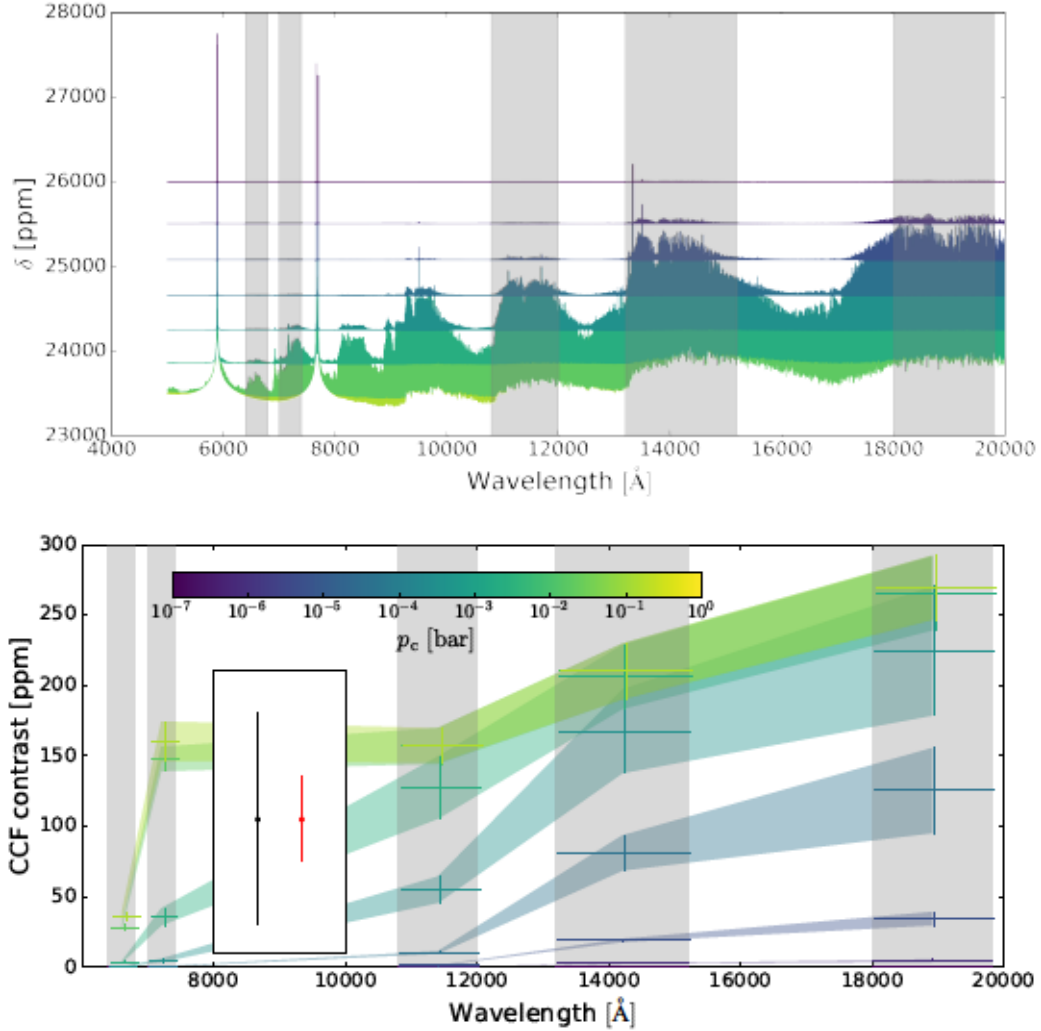 28000
27000
26000
25000
24000
23000
δ [ppm]
4000 6000 8000 10000 12000 14000 16000 18000 20000
Wavelength [Å]
300
250
200
150
100
50
0
CCF contrast [ppm]
10⁻⁷ 10⁻⁶ 10⁻⁵ 10⁻⁴ 10⁻³ 10⁻² 10⁻¹ 10⁰
p_c [bar]
8000 10000 12000 14000 16000 18000 20000
Wavelength [Å]